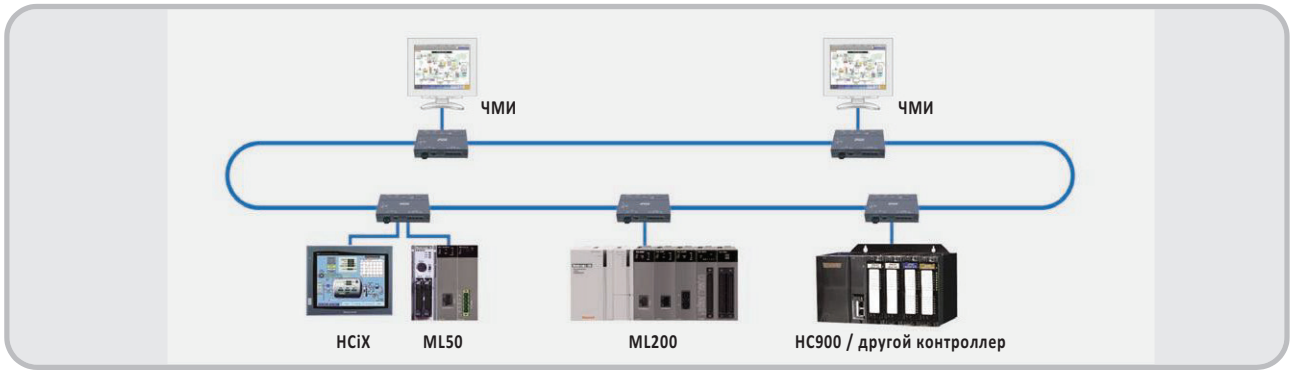 ЧМИ
ЧМИ
HCiX
ML50
ML200
HC900 / другой контроллер